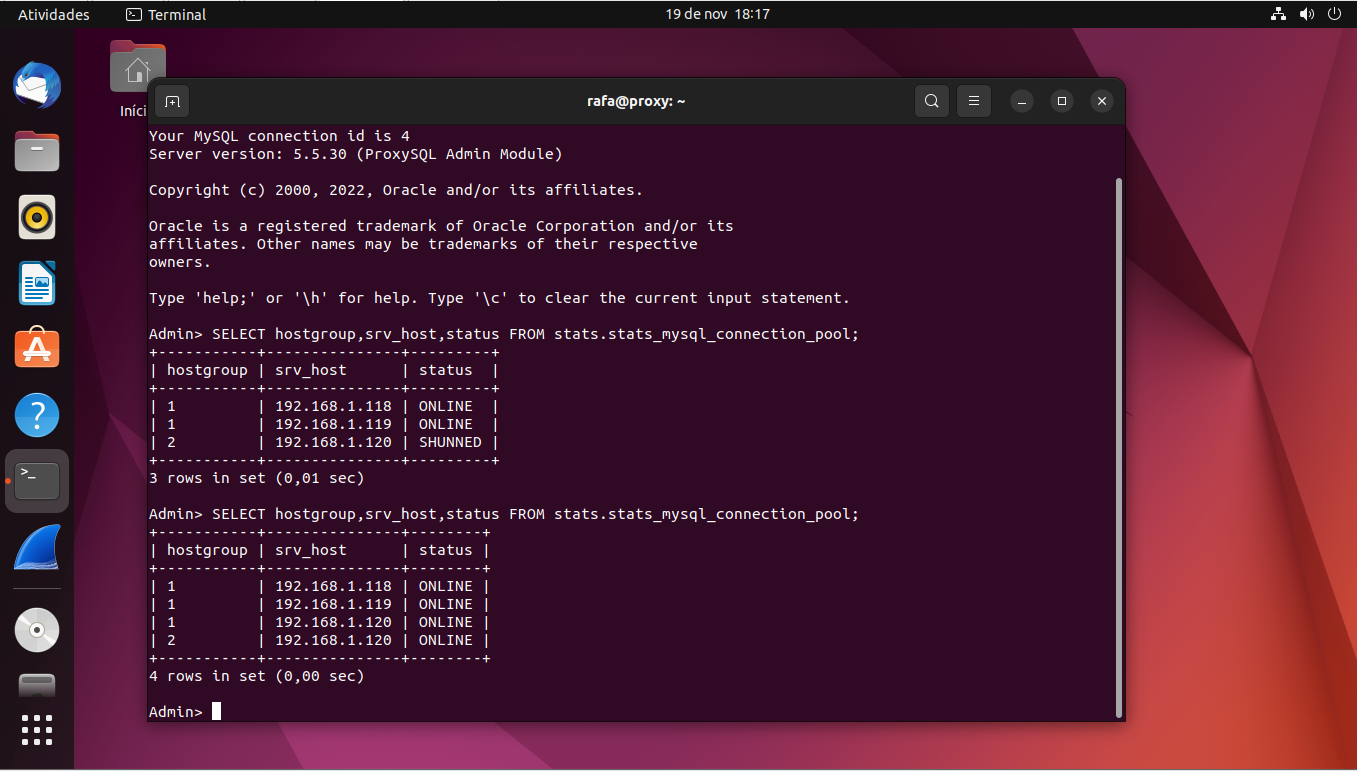 Atividades
Terminal
19 de nov 18:17
Iníci
rafa@proxy: ~
Your MySQL connection id is 4
Server version: 5.5.30 (ProxySQL Admin Module)
Copyright (c) 2000, 2022, Oracle and/or its affiliates.
Oracle is a registered trademark of Oracle Corporation and/or its
affiliates. Other names may be trademarks of their respective
owners.
Type 'help;' or '\h' for help. Type '\c' to clear the current input statement.
Admin> SELECT hostgroup,srv_host,status FROM stats.stats_mysql_connection_pool;
+-----------+---------------+---------+
| hostgroup | srv_host      | status  |
+-----------+---------------+---------+
| 1         | 192.168.1.118 | ONLINE  |
| 1         | 192.168.1.119 | ONLINE  |
| 2         | 192.168.1.120 | SHUNNED |
+-----------+---------------+---------+
3 rows in set (0,01 sec)
Admin> SELECT hostgroup,srv_host,status FROM stats.stats_mysql_connection_pool;
+-----------+---------------+--------+
| hostgroup | srv_host      | status |
+-----------+---------------+--------+
| 1         | 192.168.1.118 | ONLINE |
| 1         | 192.168.1.119 | ONLINE |
| 1         | 192.168.1.120 | ONLINE |
| 2         | 192.168.1.120 | ONLINE |
+-----------+---------------+--------+
4 rows in set (0,00 sec)
Admin>